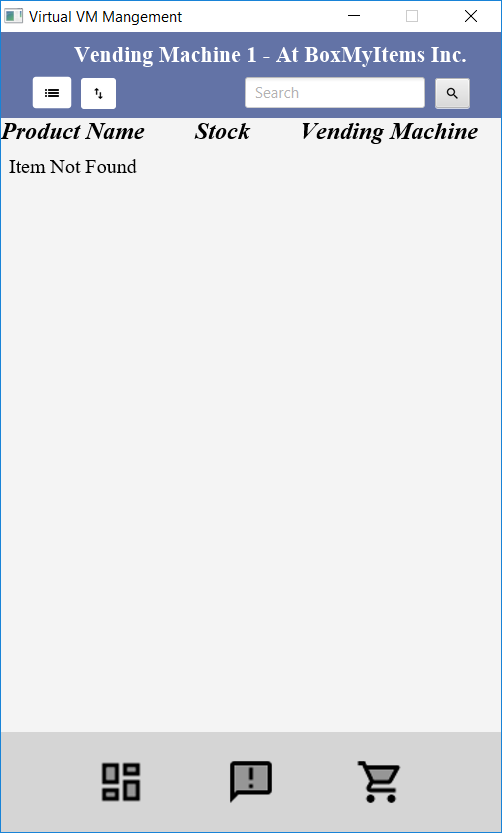 Virtual VM Mangement
Vending Machine 1 - At BoxMyItems Inc.
Search
Product Name Stock Vending Machine
Item Not Found